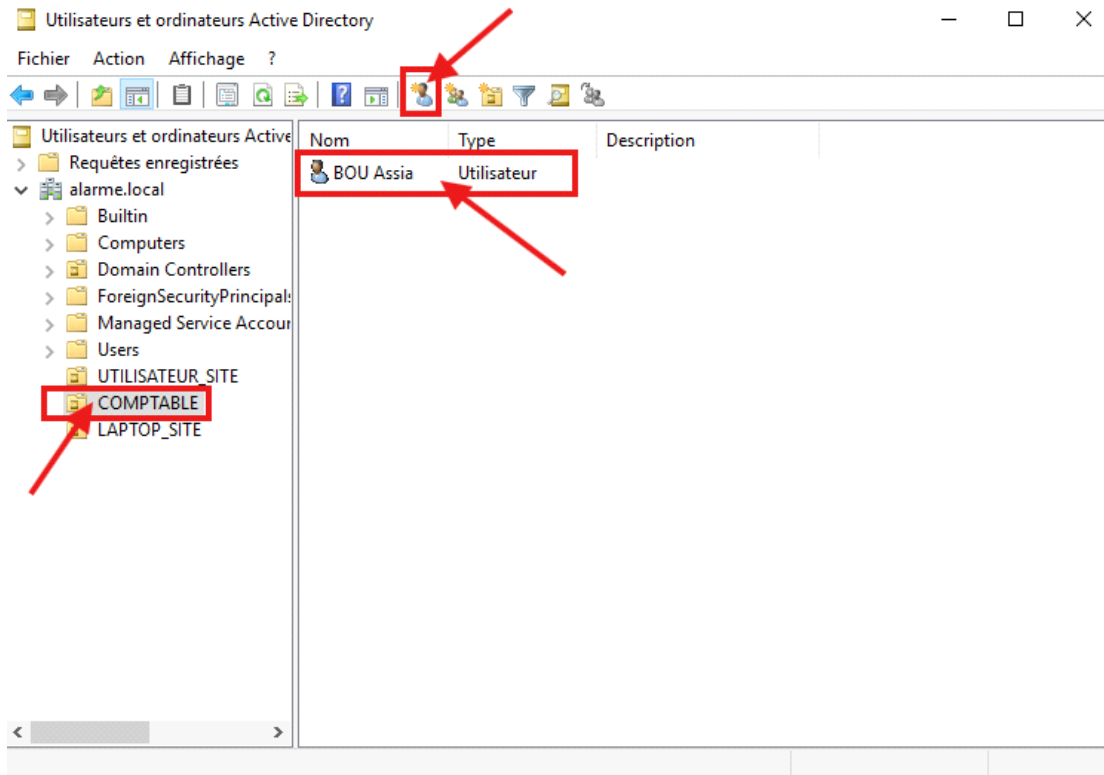 Utilisateurs et ordinateurs Active Directory
Fichier Action Affichage ?
Utilisateurs et ordinateurs Active
Requêtes enregistrées
alarme.local
Builtin
Computers
Domain Controllers
ForeignSecurityPrincipal
Managed Service Accour
Users
UTILISATEUR_SITE
COMPTABLE
LAPTOP_SITE
Nom Type Description
BOU Assia Utilisateur